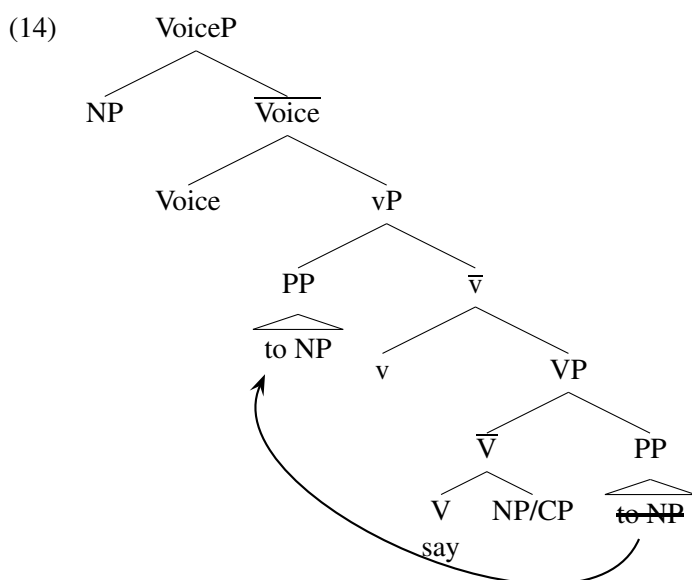 (14) VoiceP
NP Voice
Voice vP
PP v
to NP v VP
V PP
V NP/CP to NP
say